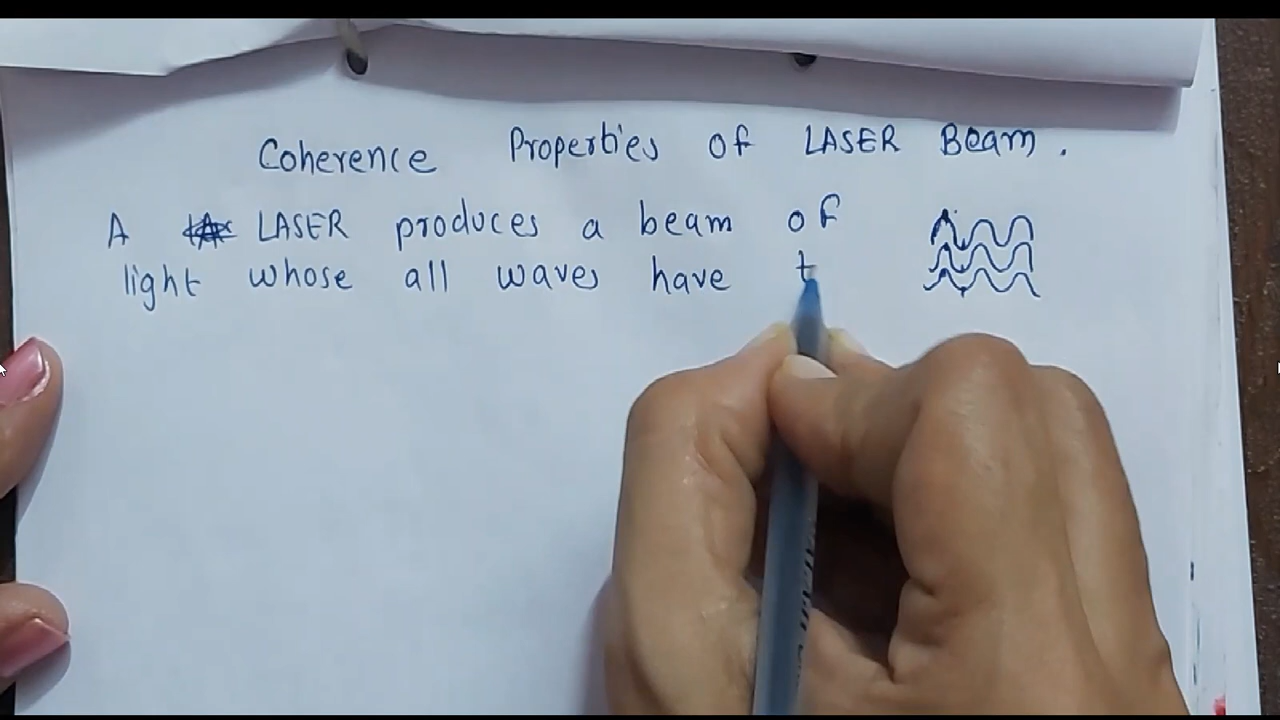 Coherence Properties of LASER Beam.
A LASER produces a beam of
light whose all waves have t